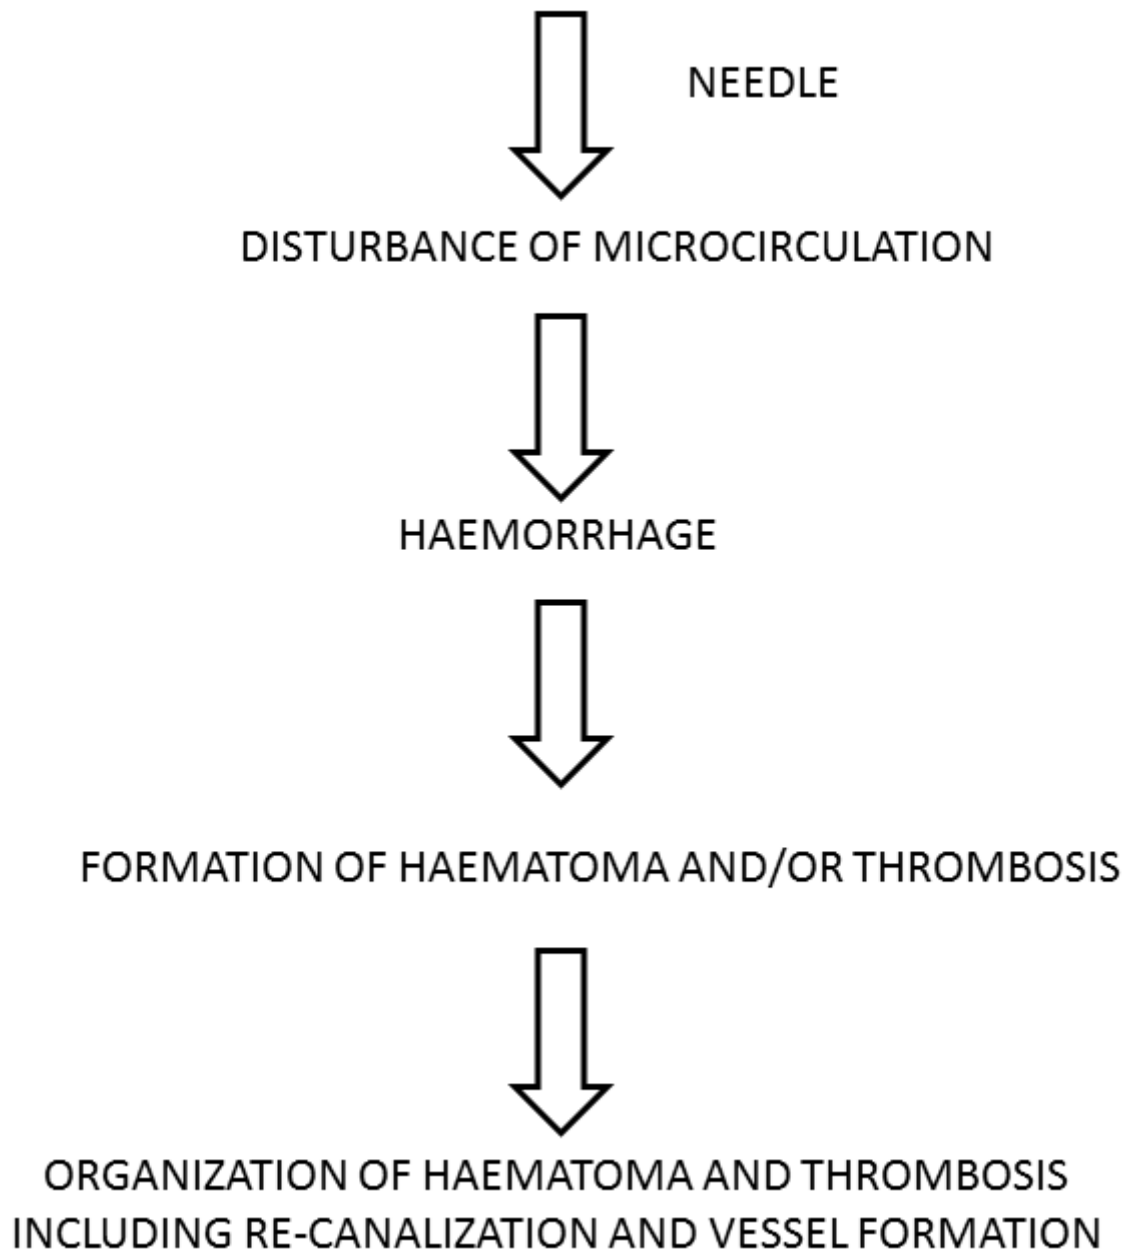 NEEDLE
DISTURBANCE OF MICROCIRCULATION
HAEMORRHAGE
FORMATION OF HAEMATOMA AND/OR THROMBOSIS
ORGANIZATION OF HAEMATOMA AND THROMBOSIS
INCLUDING RE-CANALIZATION AND VESSEL FORMATION